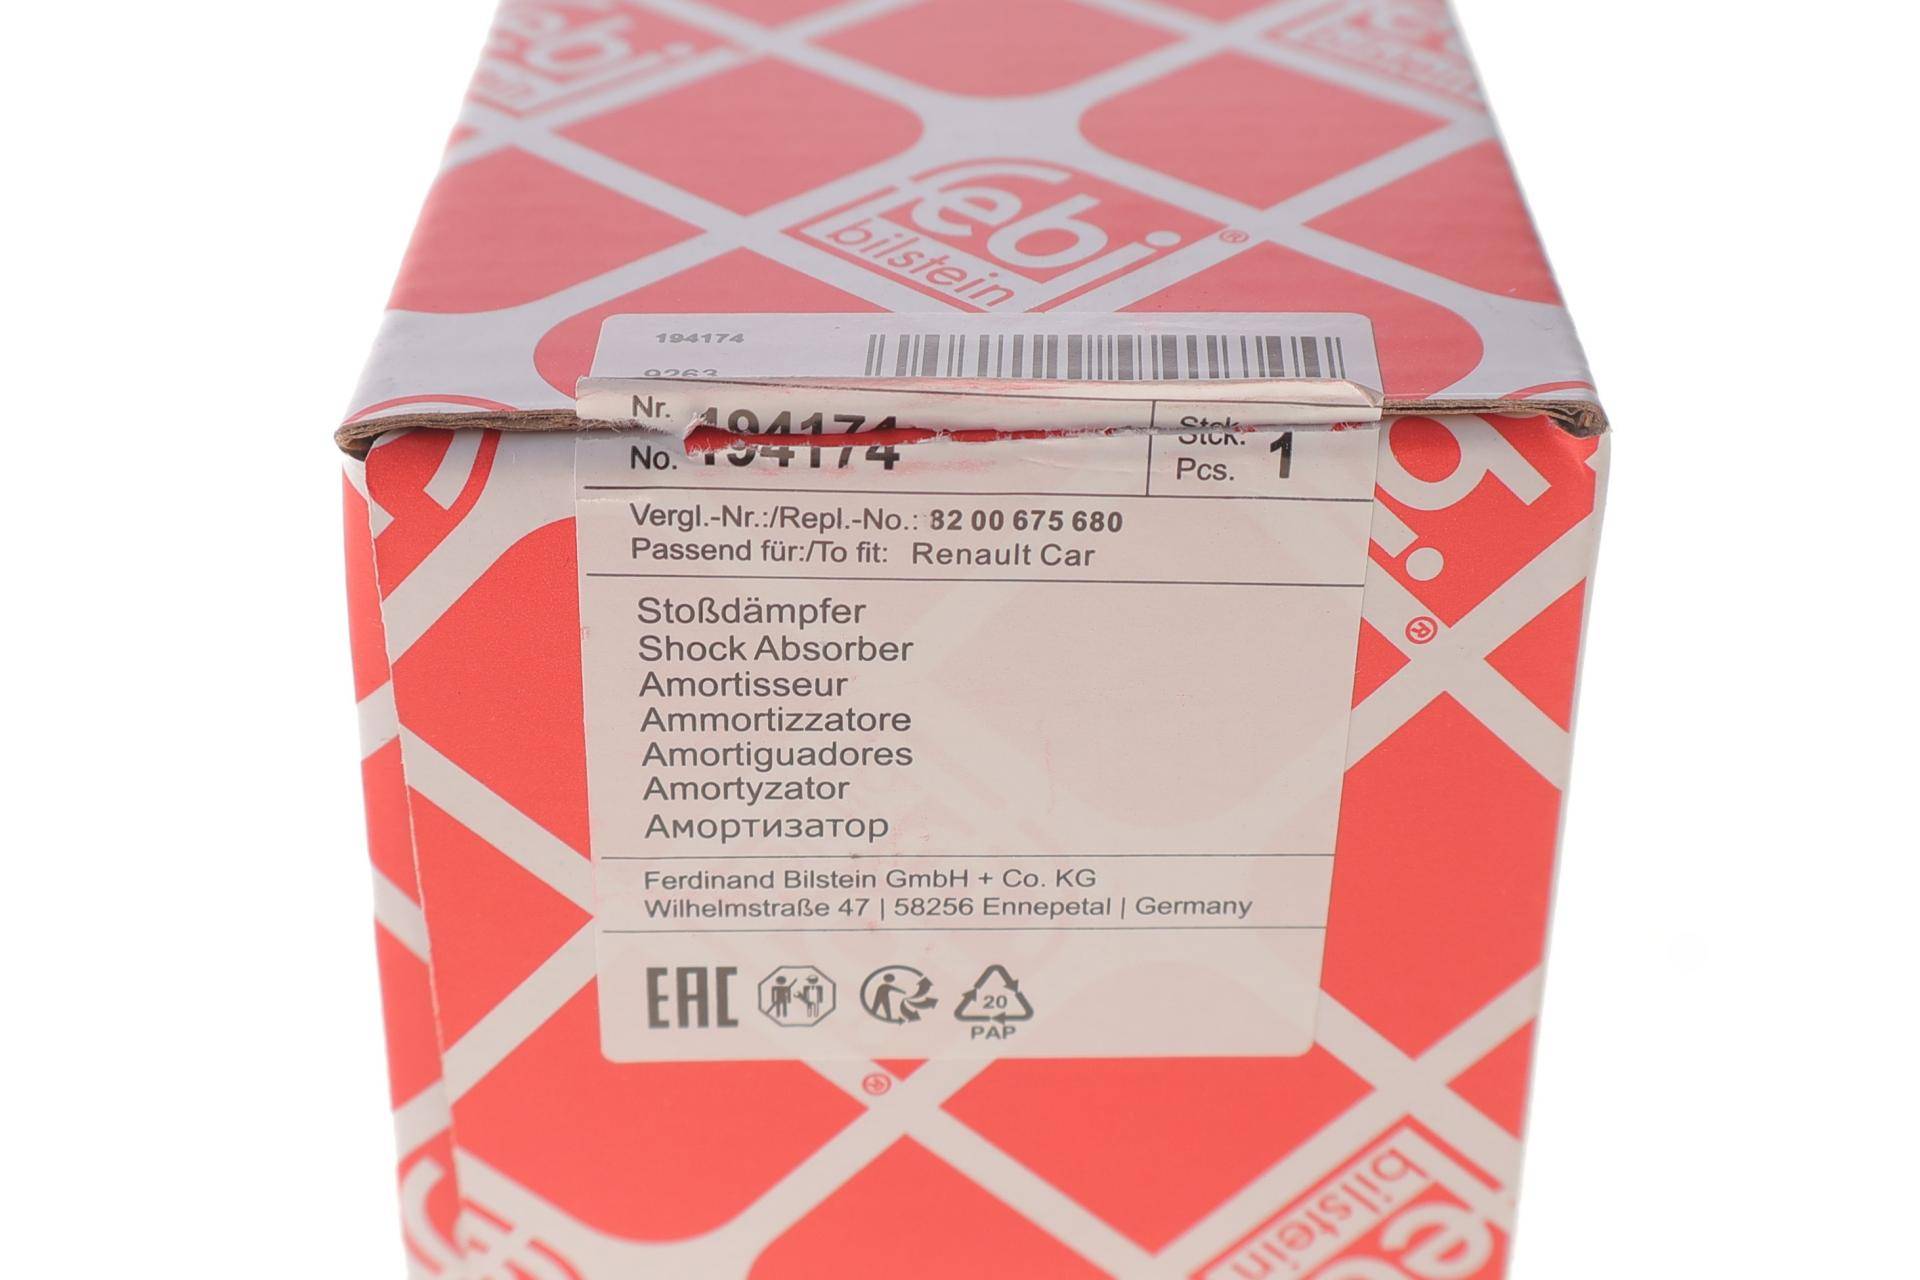 febi®
bilstein
194174
9263
Nr. 194174 Stck.
No. Pcs. 1
Vergl.-Nr.:/Repl.-No.: 82 00 675 680
Passend für:/To fit: Renault Car
Stoßdämpfer
Shock Absorber
Amortisseur
Ammortizzatore
Amortiguadores
Amortyzator
Амортизатор
Ferdinand Bilstein GmbH + Co. KG
Wilhelmstraße 47 | 58256 Ennepetal | Germany
EAC
20
PAP
®
®
bilstein